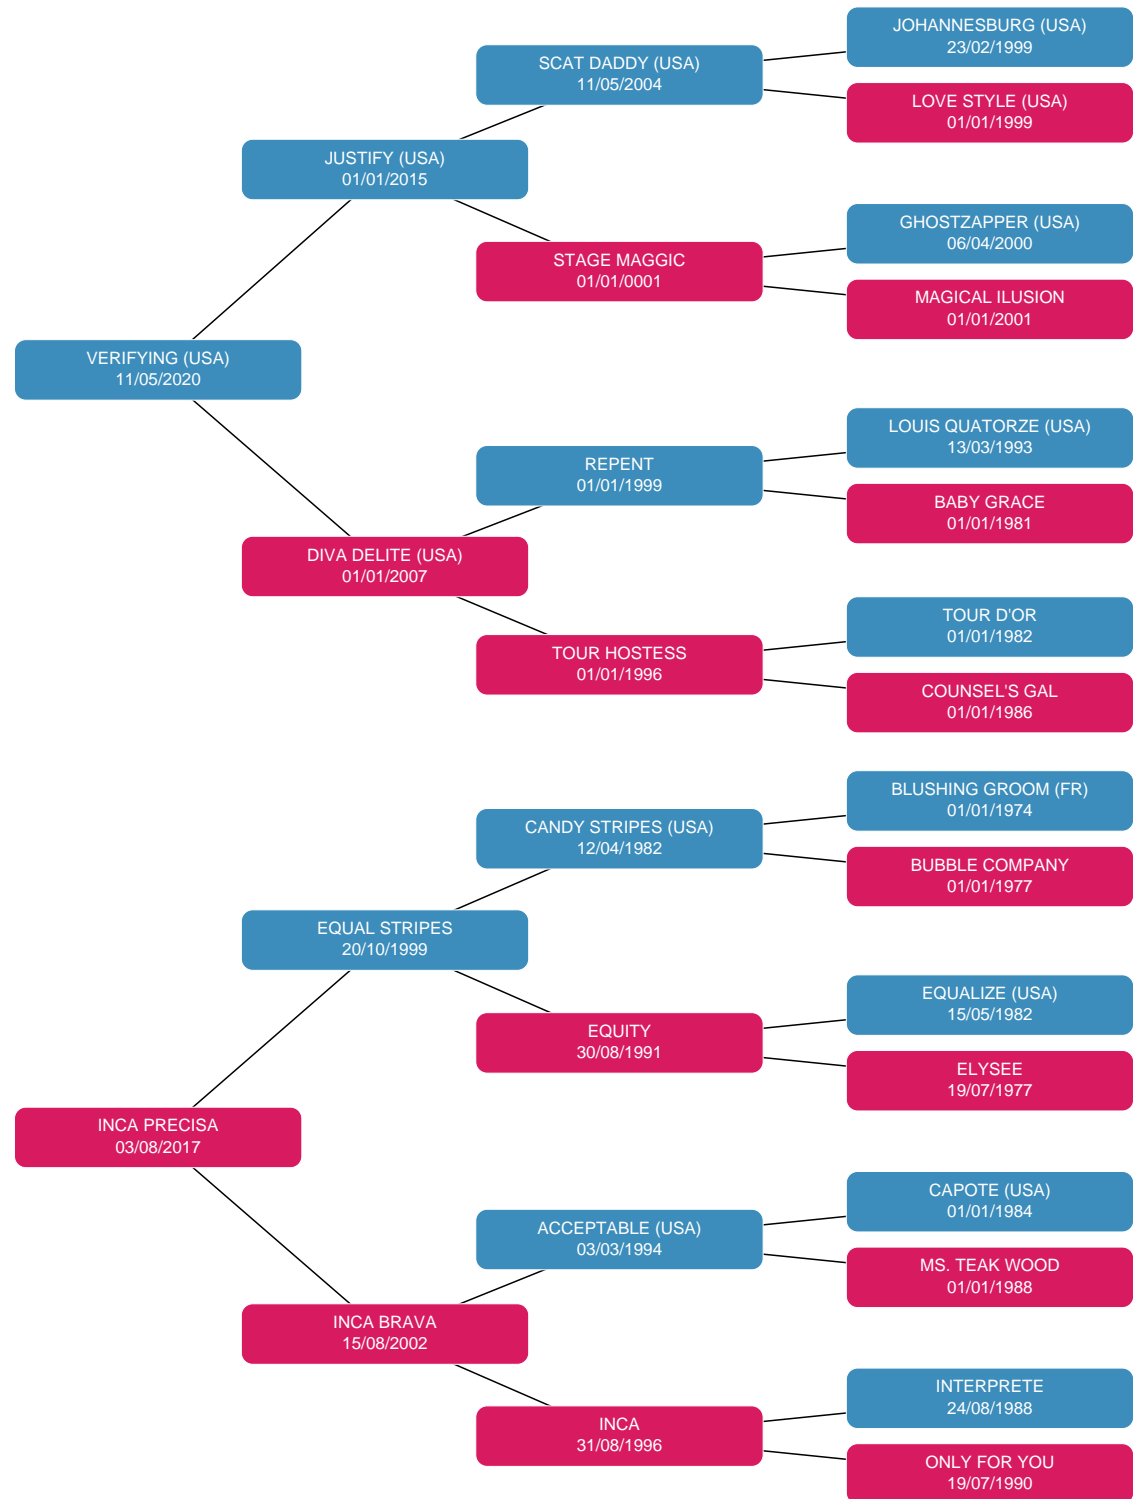 JOHANNESBURG (USA)
23/02/1999
SCAT DADDY (USA)
11/05/2004
LOVE STYLE (USA)
01/01/1999
JUSTIFY (USA)
01/01/2015
GHOSTZAPPER (USA)
06/04/2000
STAGE MAGGIC
01/01/0001
MAGICAL ILUSION
01/01/2001
VERIFYING (USA)
11/05/2020
LOUIS QUATORZE (USA)
13/03/1993
REPENT
01/01/1999
BABY GRACE
01/01/1981
DIVA DELITE (USA)
01/01/2007
TOUR D'OR
01/01/1982
TOUR HOSTESS
01/01/1996
COUNSEL'S GAL
01/01/1986
BLUSHING GROOM (FR)
01/01/1974
CANDY STRIPES (USA)
12/04/1982
BUBBLE COMPANY
01/01/1977
EQUAL STRIPES
20/10/1999
EQUALIZE (USA)
15/05/1982
EQUITY
30/08/1991
ELYSEE
19/07/1977
INCA PRECISA
03/08/2017
CAPOTE (USA)
01/01/1984
ACCEPTABLE (USA)
03/03/1994
MS. TEAK WOOD
01/01/1988
INCA BRAVA
15/08/2002
INTERPRETE
24/08/1988
INCA
31/08/1996
ONLY FOR YOU
19/07/1990